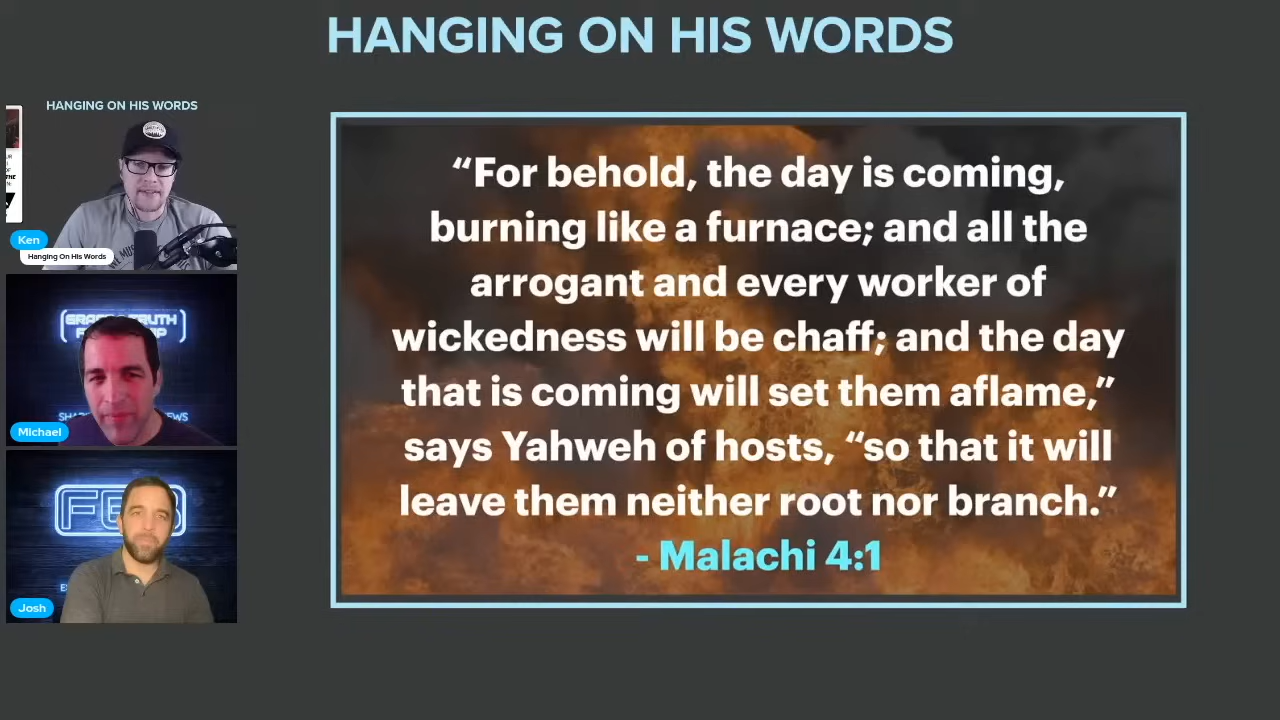 HANGING ON HIS WORDS
HANGING ON HIS WORDS
Ken
Hanging On His Words
Michael
Josh
“For behold, the day is coming,
burning like a furnace; and all the
arrogant and every worker of
wickedness will be chaff; and the day
that is coming will set them aflame,”
says Yahweh of hosts, “so that it will
leave them neither root nor branch.”
- Malachi 4:1